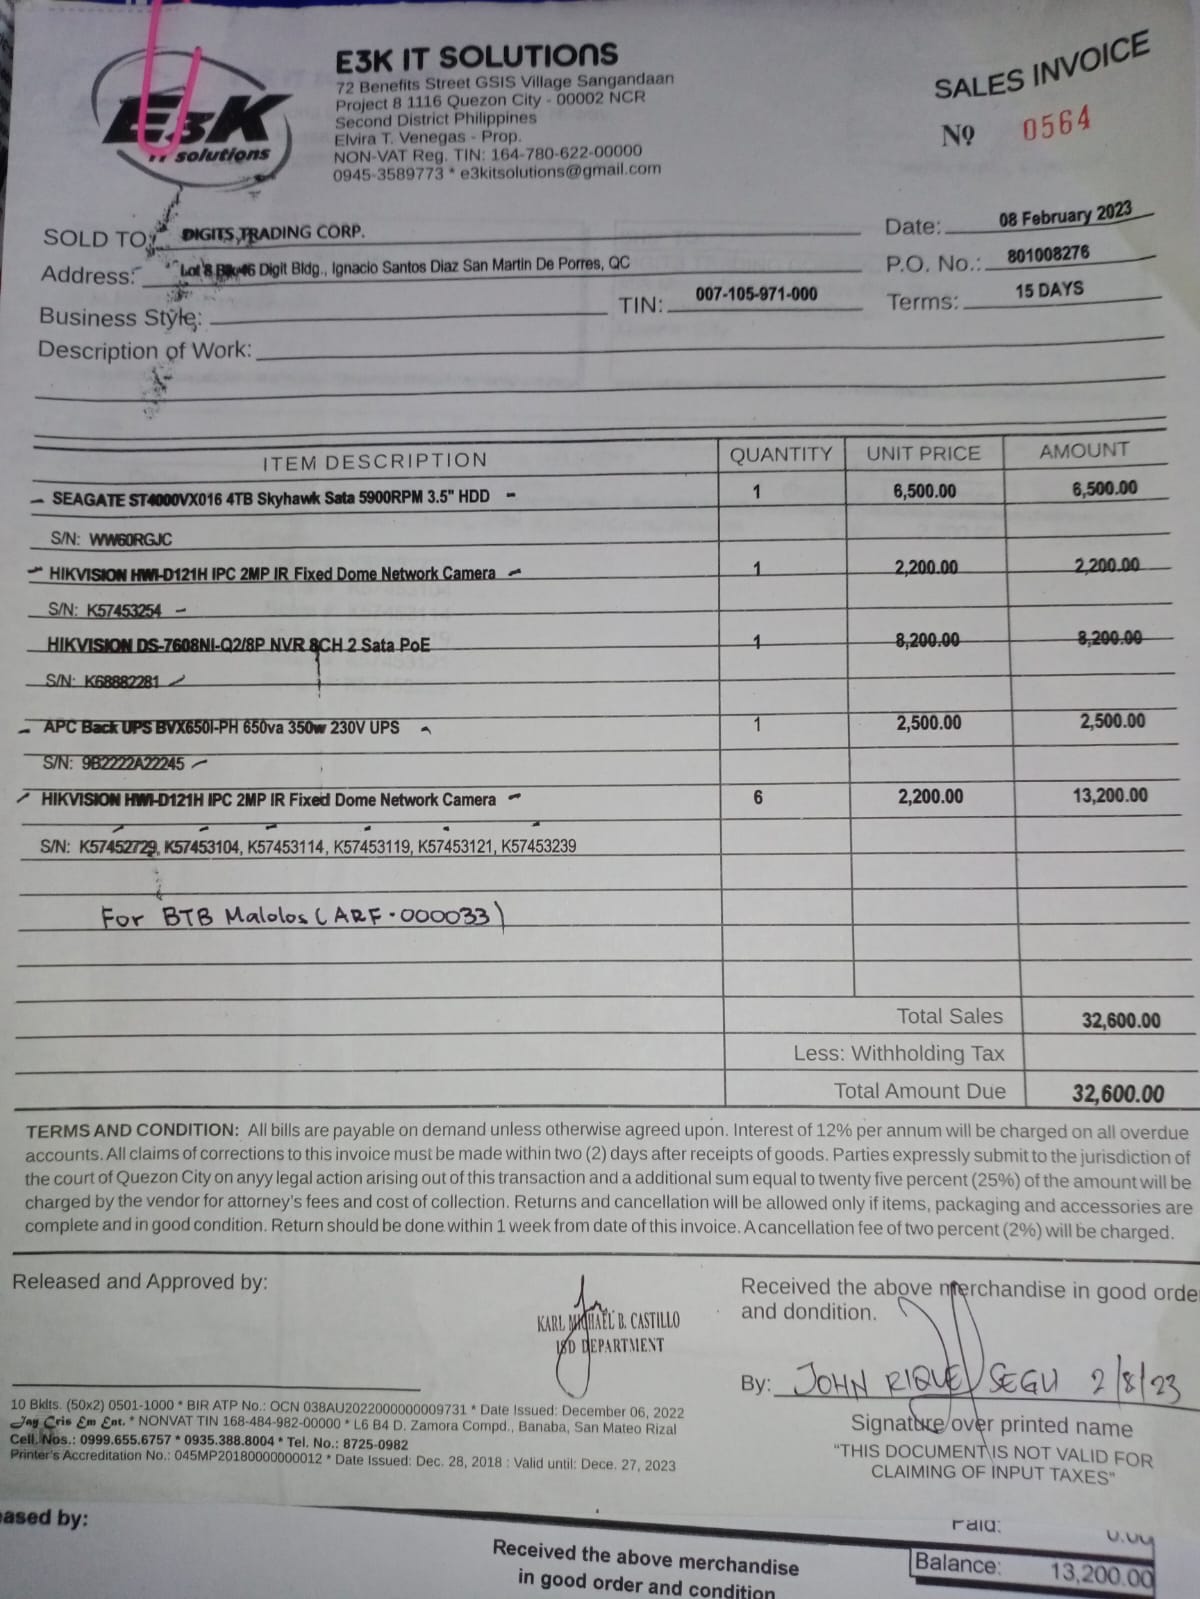 E3K IT SOLUTIONS
72 Benefits Street GSIS Village Sangandaan
Project 8 1116 Quezon City - 00002 NCR
Second District Philippines
Elvira T. Venegas - Prop.
NON-VAT Reg. TIN: 164-780-622-00000
0945-3589773 * e3kitsolutions@gmail.com
E3K
IT solutions
SALES INVOICE
Nº 0564
SOLD TO: DIGITS TRADING CORP.
Date: 08 February 2023
Address: Lot 8 Blk 46 Digit Bldg., Ignacio Santos Diaz San Martin De Porres, QC
P.O. No.: 801008276
Business Style: TIN: 007-105-971-000
Terms: 15 DAYS
Description of Work:
ITEM DESCRIPTION QUANTITY UNIT PRICE AMOUNT
SEAGATE ST4000VX016 4TB Skyhawk Sata 5900RPM 3.5" HDD 1 6,500.00 6,500.00
S/N: WW60RGJC
HIKVISION HWI-D121H IPC 2MP IR Fixed Dome Network Camera 1 2,200.00 2,200.00
S/N: K57453254
HIKVISION DS-7608NI-Q2/8P NVR 8CH 2 Sata PoE 1 8,200.00 8,200.00
S/N: K68882281
APC Back UPS BVX650I-PH 650va 350w 230V UPS 1 2,500.00 2,500.00
S/N: 9B2222A22245
HIKVISION HWI-D121H IPC 2MP IR Fixed Dome Network Camera 6 2,200.00 13,200.00
S/N: K57452729, K57453104, K57453114, K57453119, K57453121, K57453239
For BTB Malolos (ARF-000033)
Total Sales 32,600.00
Less: Withholding Tax
Total Amount Due 32,600.00
TERMS AND CONDITION: All bills are payable on demand unless otherwise agreed upon. Interest of 12% per annum will be charged on all overdue
accounts. All claims of corrections to this invoice must be made within two (2) days after receipts of goods. Parties expressly submit to the jurisdiction of
the court of Quezon City on anyy legal action arising out of this transaction and a additional sum equal to twenty five percent (25%) of the amount will be
charged by the vendor for attorney's fees and cost of collection. Returns and cancellation will be allowed only if items, packaging and accessories are
complete and in good condition. Return should be done within 1 week from date of this invoice. A cancellation fee of two percent (2%) will be charged.
Released and Approved by:
KARL MICHAEL B. CASTILLO
ISD DEPARTMENT
Received the above merchandise in good orde
and dondition.
By: JOHN RIQUE SEGU 2/8/23
Signature over printed name
"THIS DOCUMENT IS NOT VALID FOR
CLAIMING OF INPUT TAXES"
10 Bklts. (50x2) 0501-1000 * BIR ATP No.: OCN 038AU2022000000009731 * Date Issued: December 06, 2022
Jay Cris Em Ent. * NONVAT TIN 168-484-982-00000 * L6 B4 D. Zamora Compd., Banaba, San Mateo Rizal
Cell. Nos.: 0999.655.6757 * 0935.388.8004 * Tel. No.: 8725-0982
Printer's Accreditation No.: 045MP20180000000012 * Date Issued: Dec. 28, 2018 : Valid until: Dece. 27, 2023
eased by:
Received the above merchandise
in good order and condition
Paid: 0.00
Balance: 13,200.00